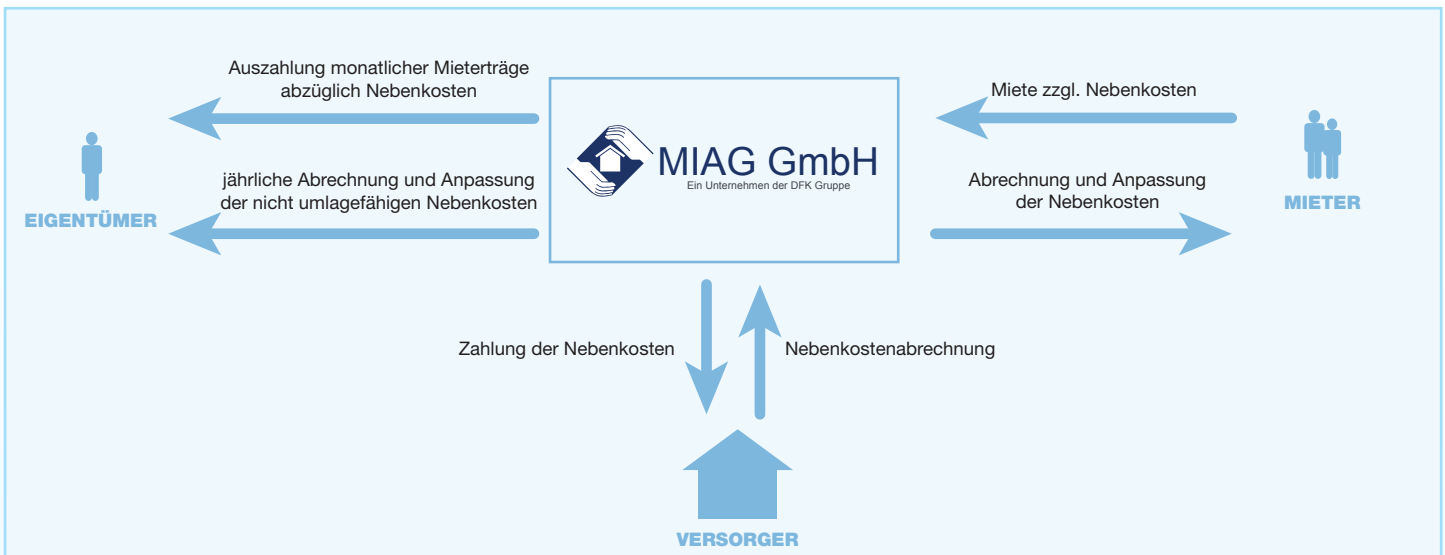 Auszahlung monatlicher Mieterträge
abzüglich Nebenkosten
jährliche Abrechnung und Anpassung
der nicht umlagefähigen Nebenkosten
EIGENTÜMER
MIAG GmbH
Ein Unternehmen der DFK Gruppe
Miete zzgl. Nebenkosten
Abrechnung und Anpassung
der Nebenkosten
MIETER
Zahlung der Nebenkosten
Nebenkostenabrechnung
VERSORGER